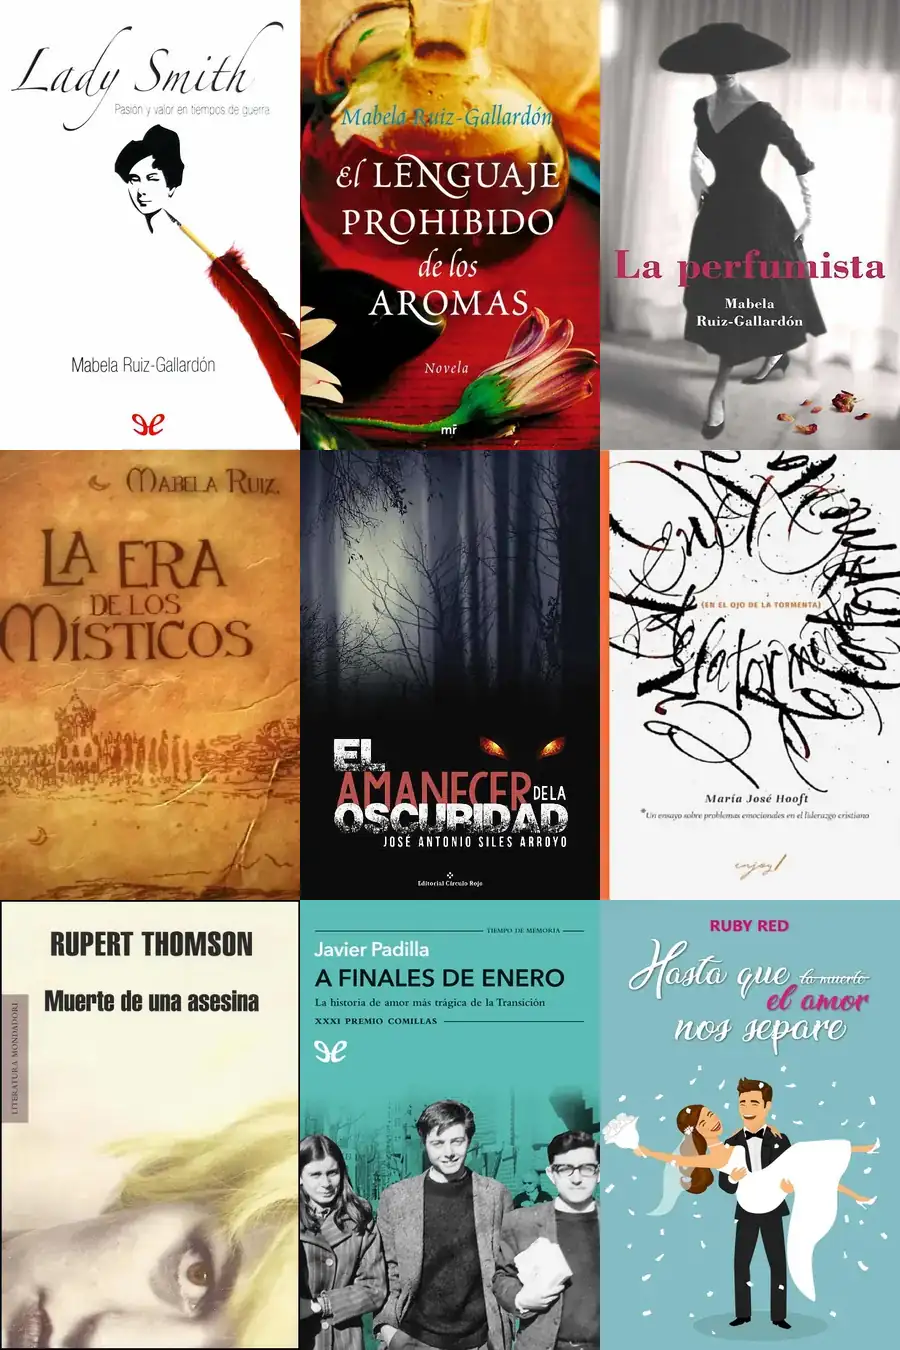 Lady Smith
Pasión y valor en tiempos de guerra
Mabela Ruiz-Gallardón
Mabela Ruiz-Gallardón
El LENGUAJE
PROHIBIDO
de los
AROMAS
Novela
mr
La perfumista
Mabela
Ruiz-Gallardón
MABELA RUIZ
LA ERA
DE LOS
MÍSTICOS
EL
AMANECER DE LA
OSCURIDAD
JOSÉ ANTONIO SILES ARROYO
Editorial Círculo Rojo
(EN EL OJO DE LA TORMENTA)
María José Hooft
*Un ensayo sobre problemas emocionales en el liderazgo cristiano
enjoy!
RUPERT THOMSON
Muerte de una asesina
LITERATURA MONDADORI
TIEMPO DE MEMORIA
Javier Padilla
A FINALES DE ENERO
La historia de amor más trágica de la Transición
XXXI PREMIO COMILLAS
RUBY RED
Hasta que la muerte
el amor
nos separe